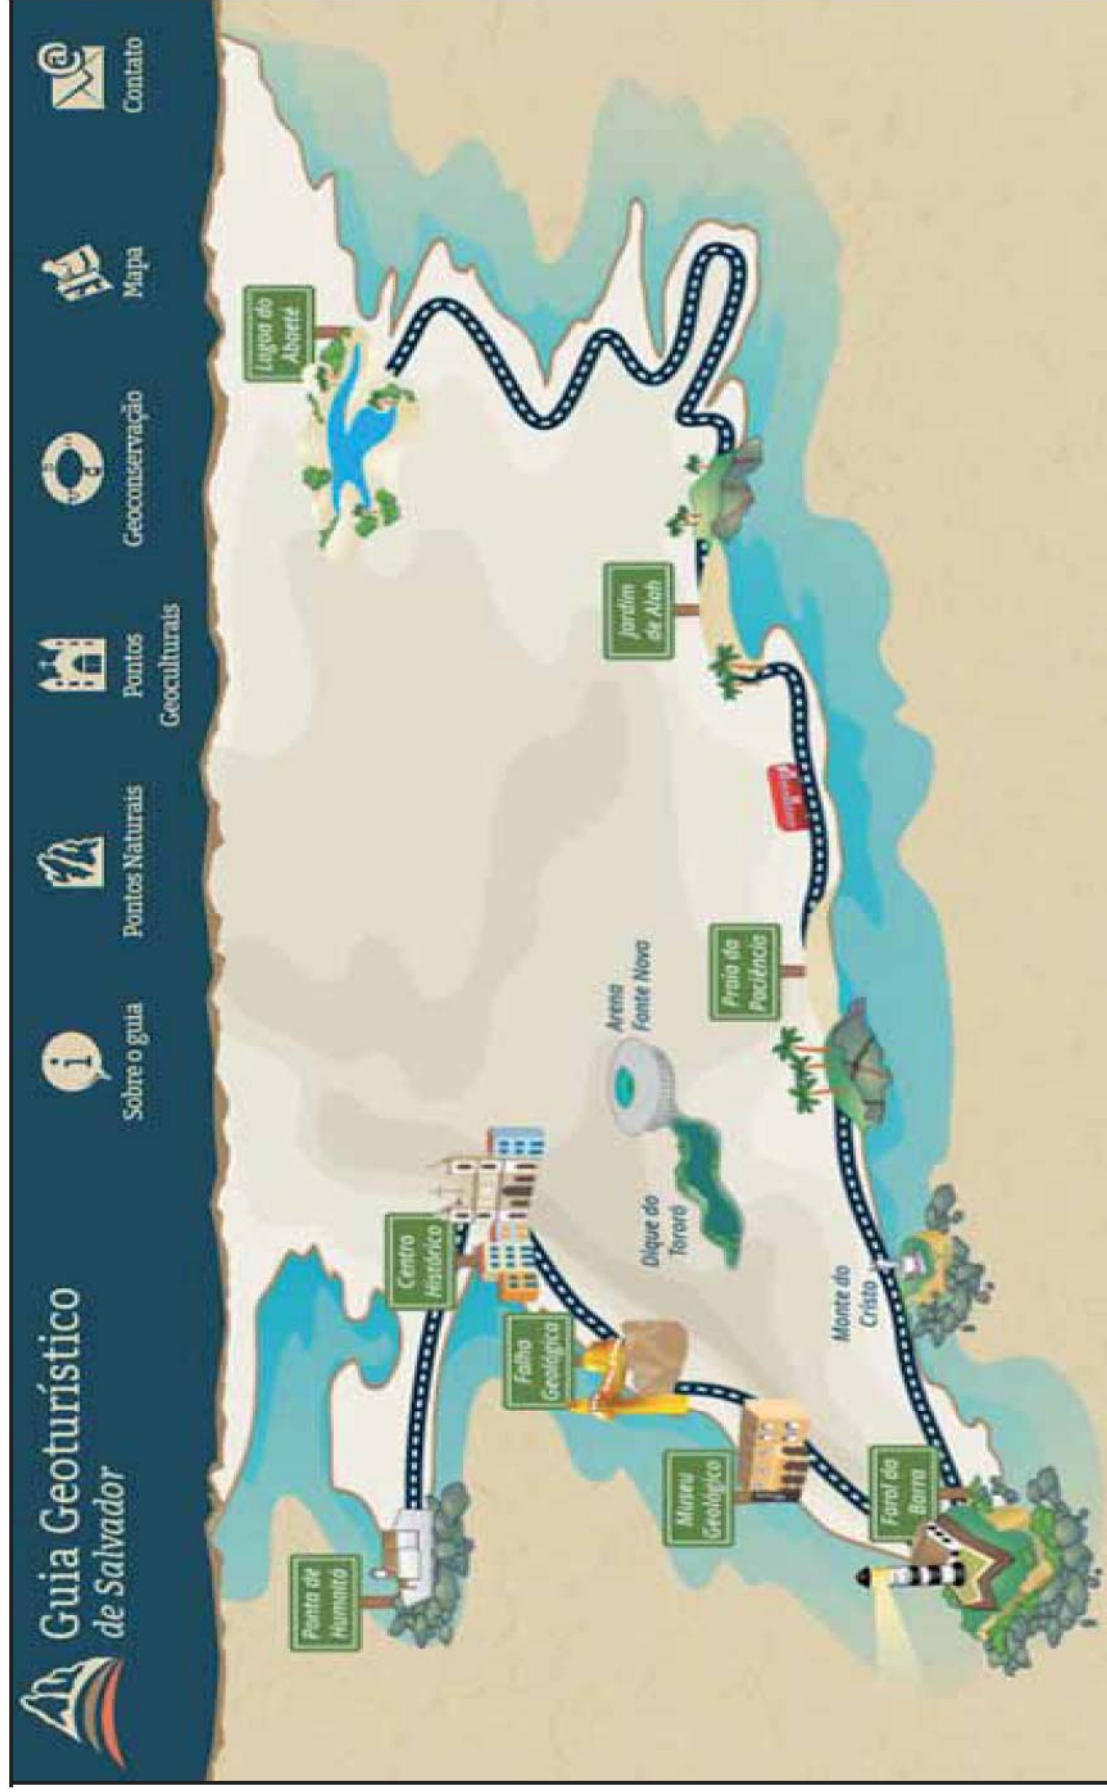 Guia Geoturístico
de Salvador
Sobre o guia
Pontos Naturais
Pontos
Geoculturais
Geoconservação
Mapa
Contato
Ponta de
Humaitá
Centro
Histórico
Falha
Geológica
Museu
Geológico
Farol da
Barra
Monte do
Cristo
Dique do
Tororó
Arena
Fonte Nova
Praia da
Paciência
Jardim
de Alah
Lagoa do
Abaeté